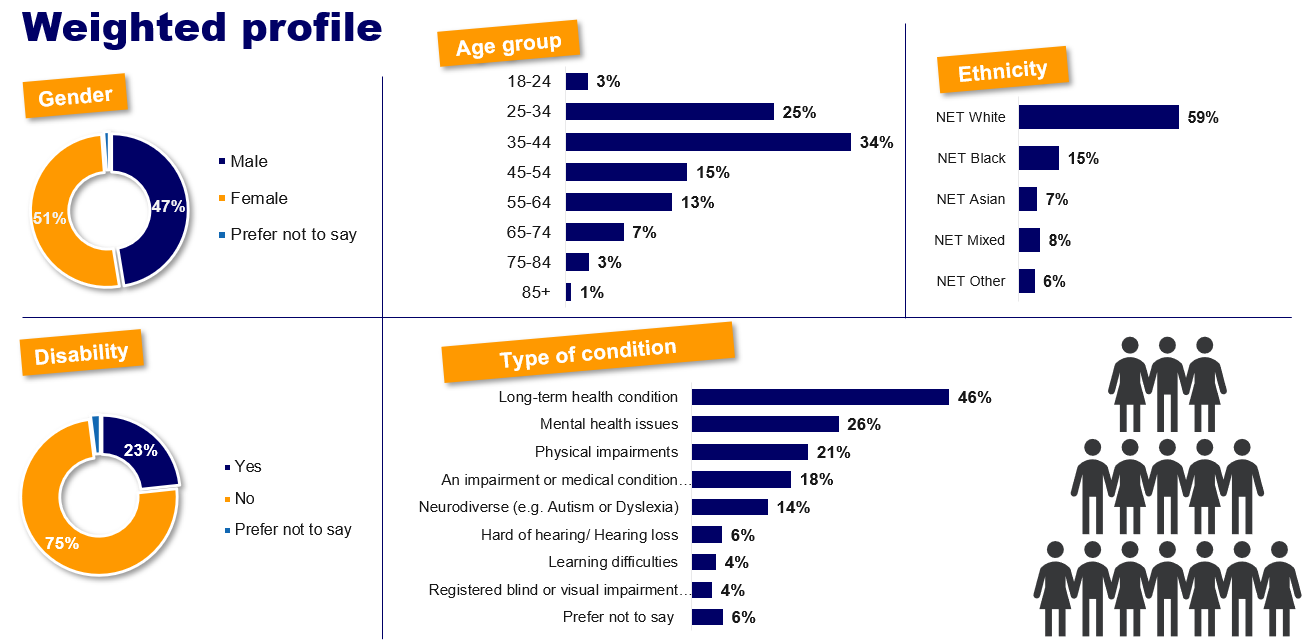 Weighted profile
Gender
51%
47%
Male
Female
Prefer not to say
Age group
18-24 3%
25-34 25%
35-44 34%
45-54 15%
55-64 13%
65-74 7%
75-84 3%
85+ 1%
Ethnicity
NET White 59%
NET Black 15%
NET Asian 7%
NET Mixed 8%
NET Other 6%
Disability
23%
75%
Yes
No
Prefer not to say
Type of condition
Long-term health condition 46%
Mental health issues 26%
Physical impairments 21%
An impairment or medical condition… 18%
Neurodiverse (e.g. Autism or Dyslexia) 14%
Hard of hearing/ Hearing loss 6%
Learning difficulties 4%
Registered blind or visual impairment… 4%
Prefer not to say 6%